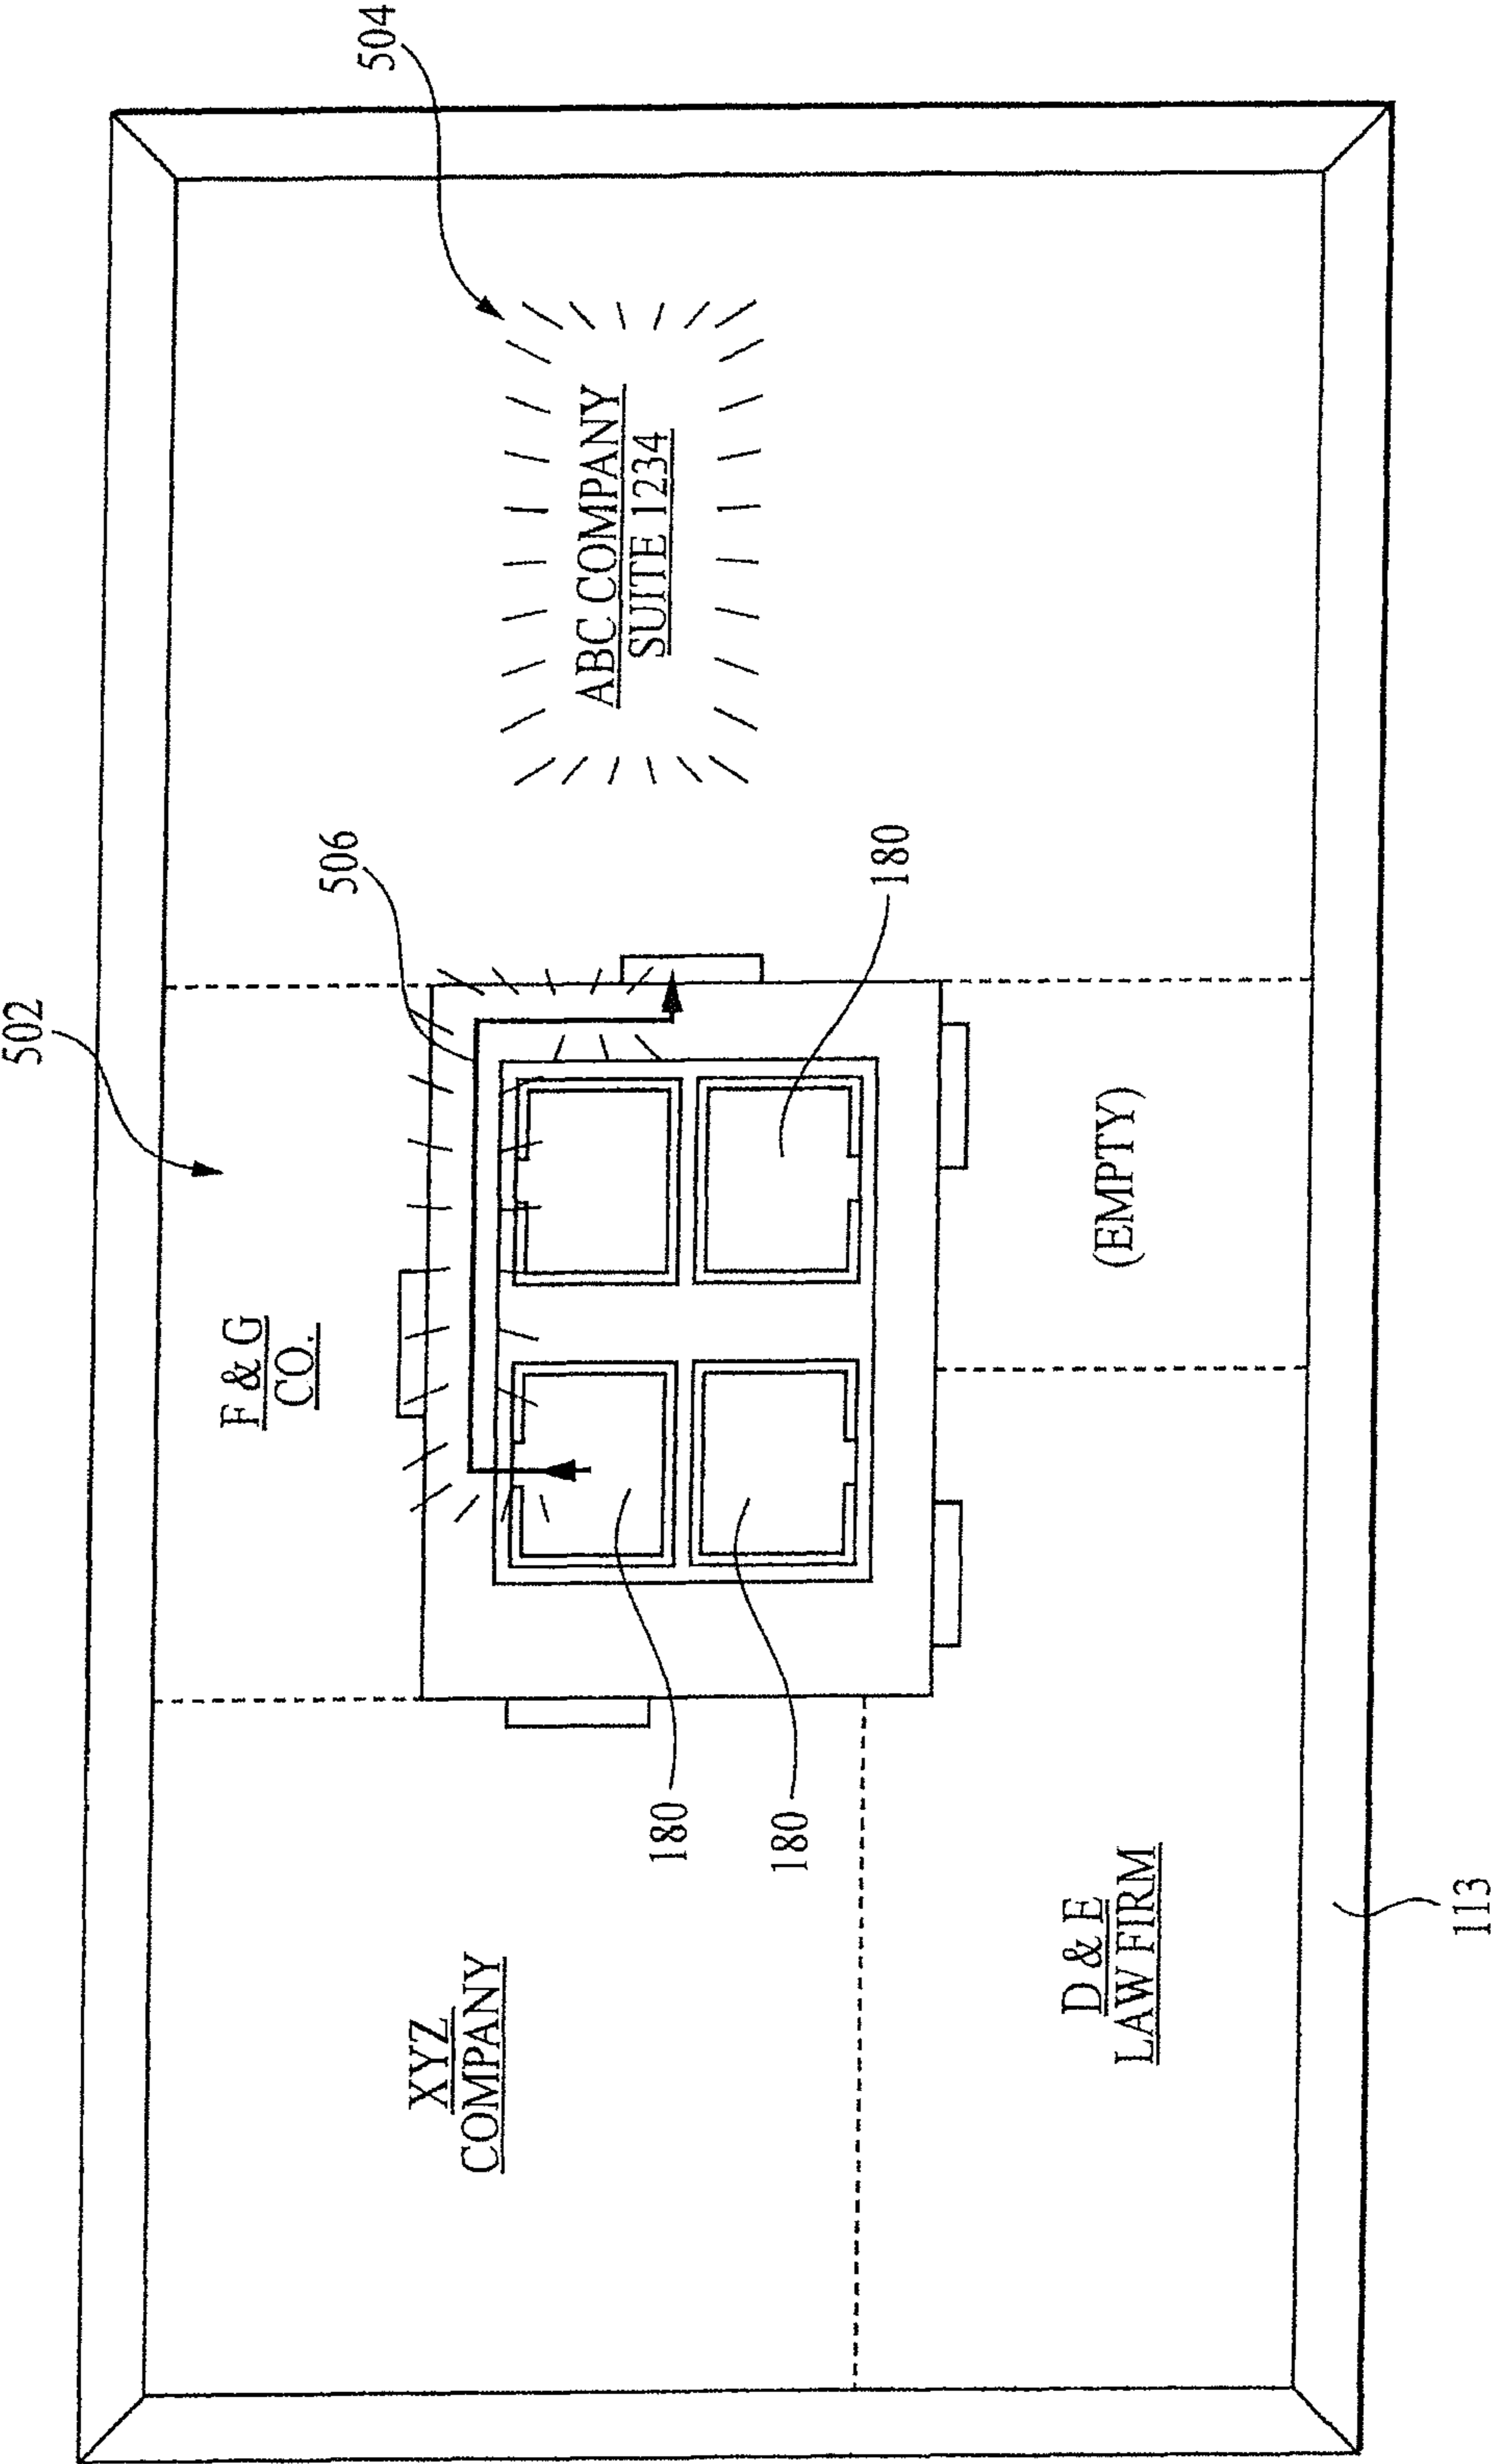 502
504
506
F & G
CO.
ABC COMPANY
SUITE 1234
180
XYZ
COMPANY
180
180
(EMPTY)
D & E
LAW FIRM
113